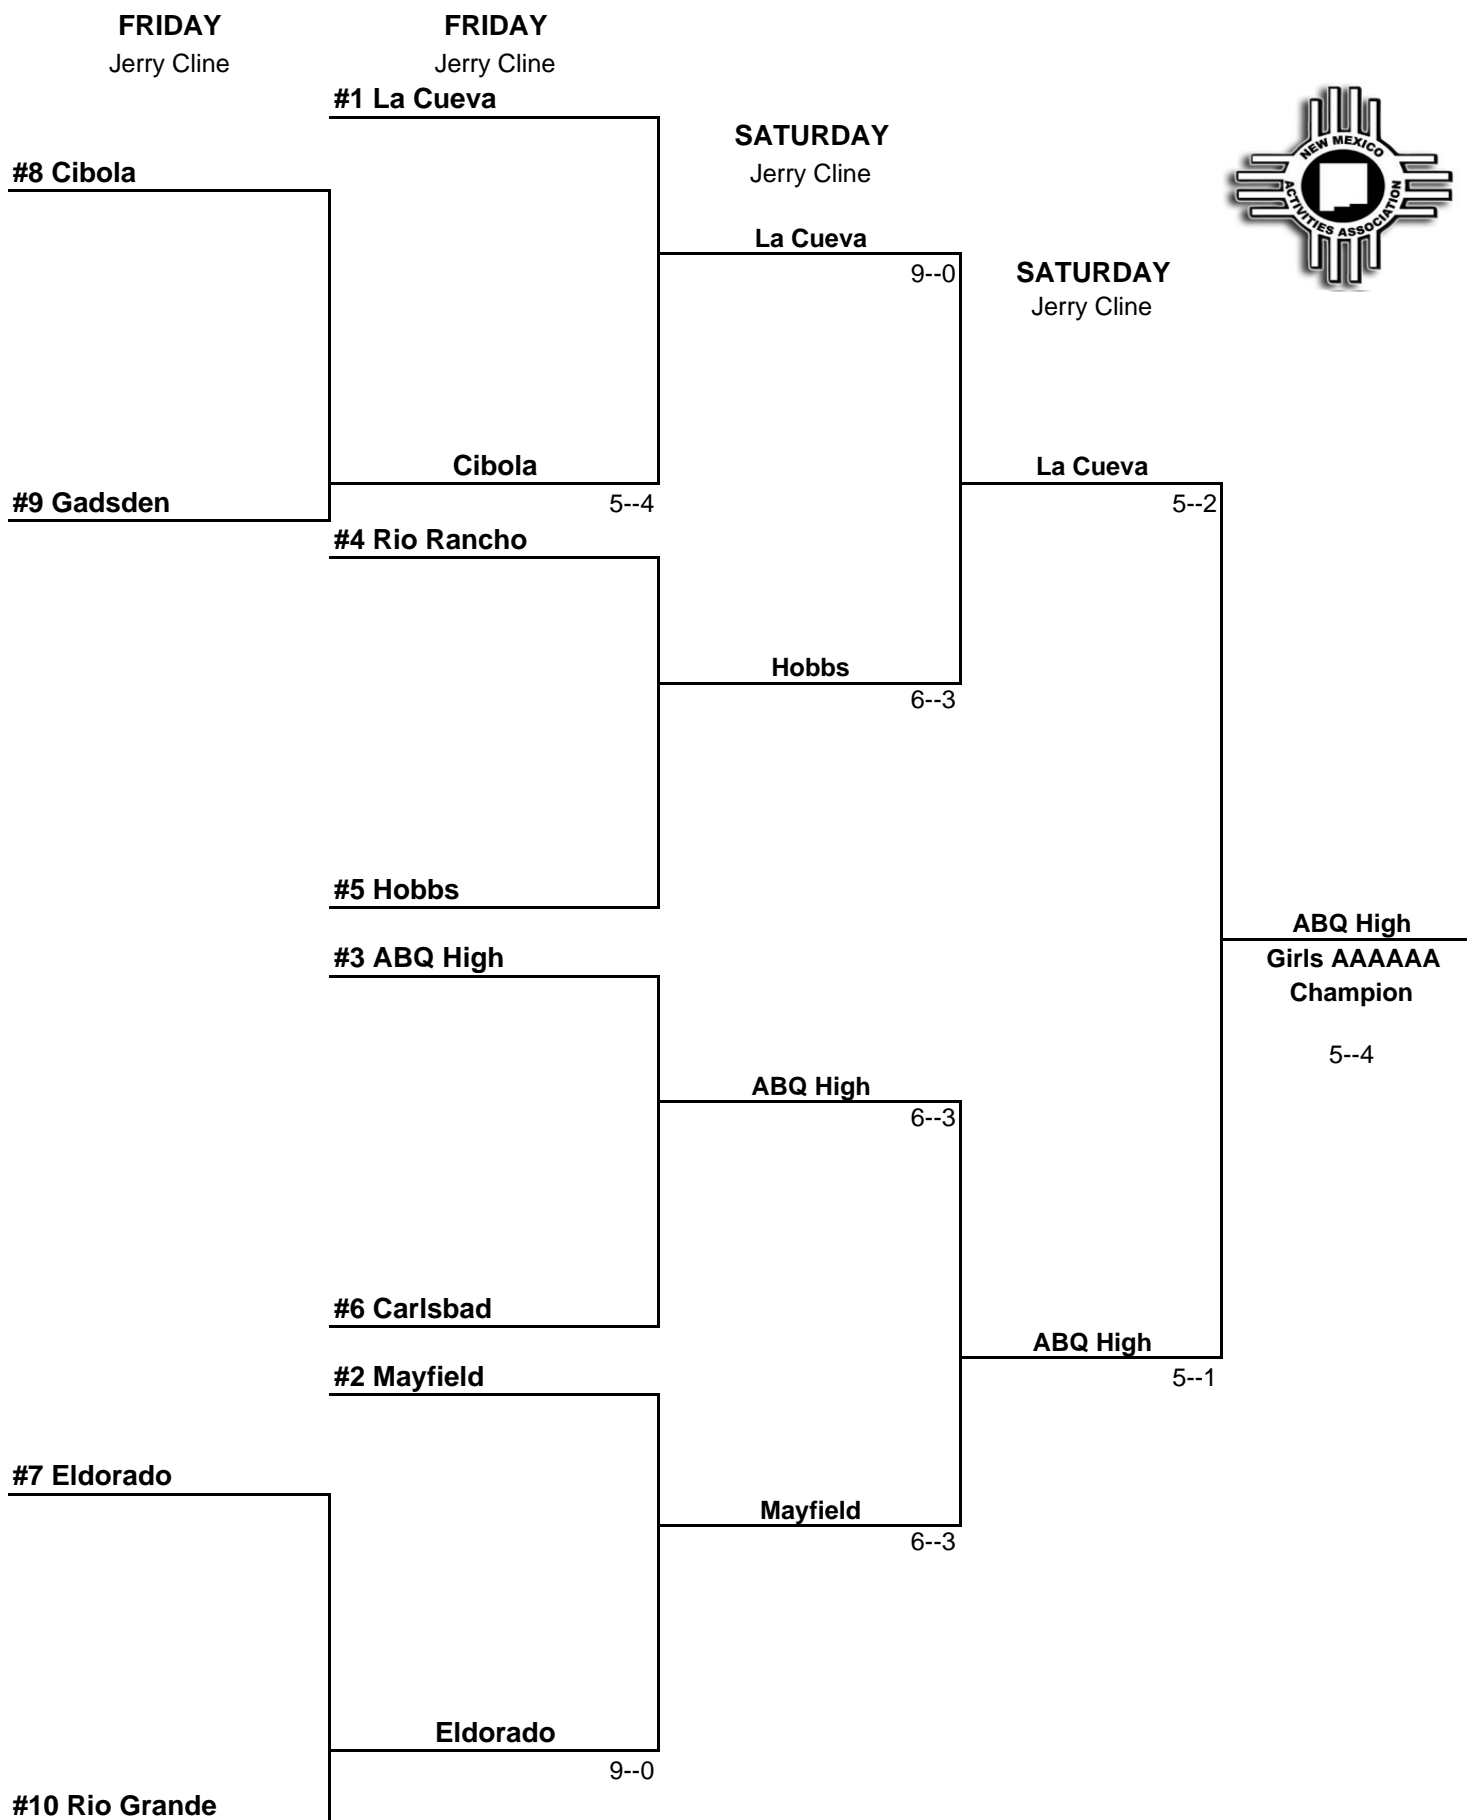 FRIDAY
FRIDAY
Jerry Cline
Jerry Cline
#1 La Cueva
SATURDAY
Jerry Cline
NEW MEXICO
ACTIVITIES ASSOCIATION
#8 Cibola
La Cueva
9--0
SATURDAY
Jerry Cline
Cibola
5--4
La Cueva
5--2
#9 Gadsden
#4 Rio Rancho
Hobbs
6--3
#5 Hobbs
ABQ High
Girls AAAAAA
Champion
5--4
#3 ABQ High
ABQ High
6--3
#6 Carlsbad
ABQ High
5--1
#2 Mayfield
#7 Eldorado
Mayfield
6--3
Eldorado
9--0
#10 Rio Grande